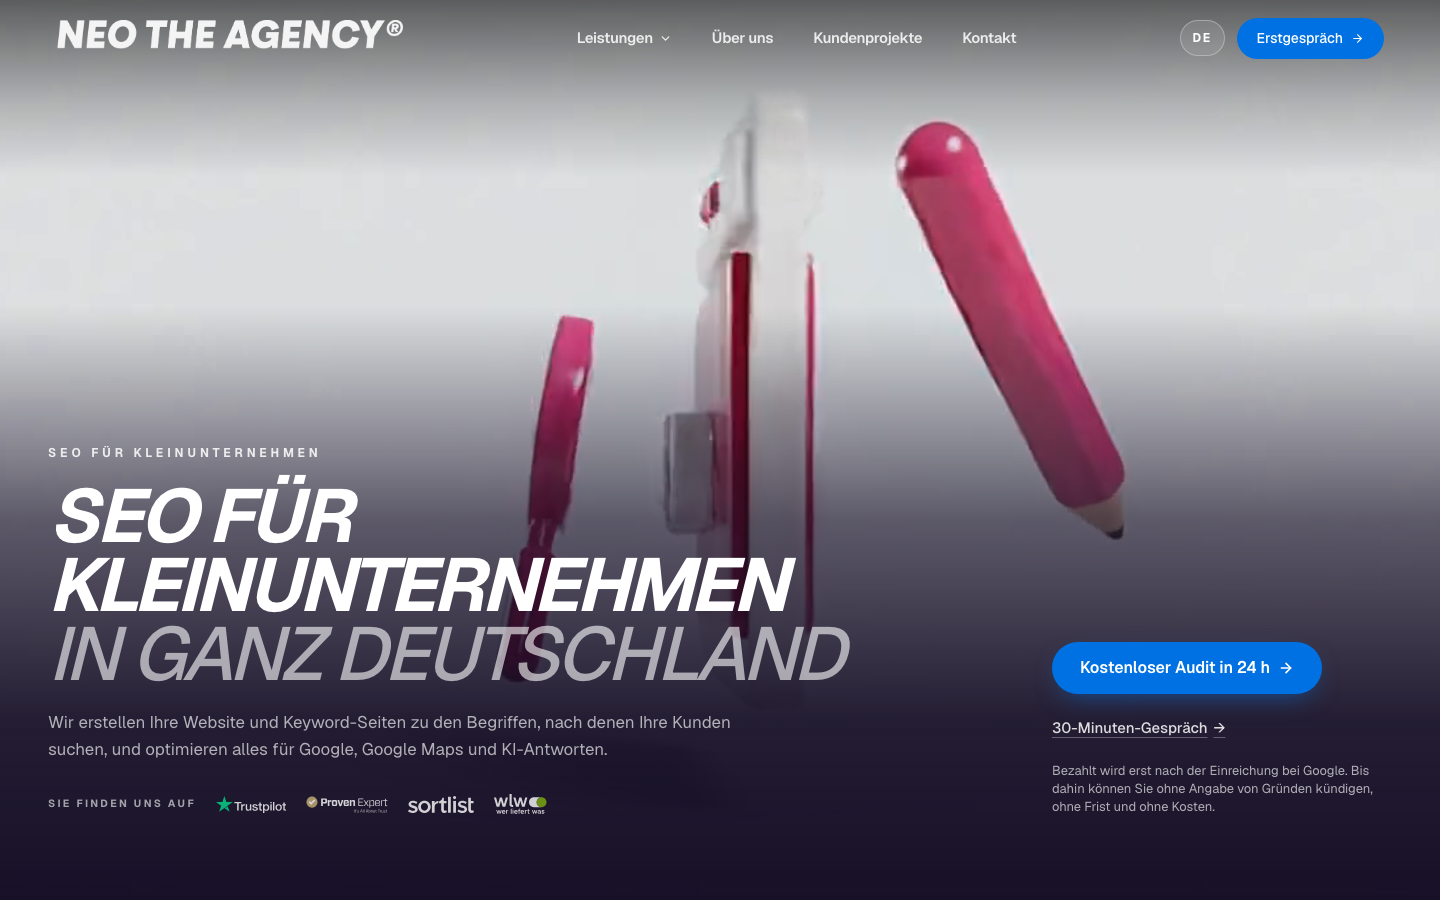 NEO THE AGENCY®
Leistungen
Über uns
Kundenprojekte
Kontakt
DE
Erstgespräch →
SEO FÜR KLEINUNTERNEHMEN
SEO FÜR
KLEINUNTERNEHMEN
IN GANZ DEUTSCHLAND
Wir erstellen Ihre Website und Keyword-Seiten zu den Begriffen, nach denen Ihre Kunden
suchen, und optimieren alles für Google, Google Maps und KI-Antworten.
Kostenloser Audit in 24 h →
30-Minuten-Gespräch →
Bezahlt wird erst nach der Einreichung bei Google. Bis
dahin können Sie ohne Angabe von Gründen kündigen,
ohne Frist und ohne Kosten.
SIE FINDEN UNS AUF
Trustpilot
Proven Expert
sortlist
wlw
wer liefert was